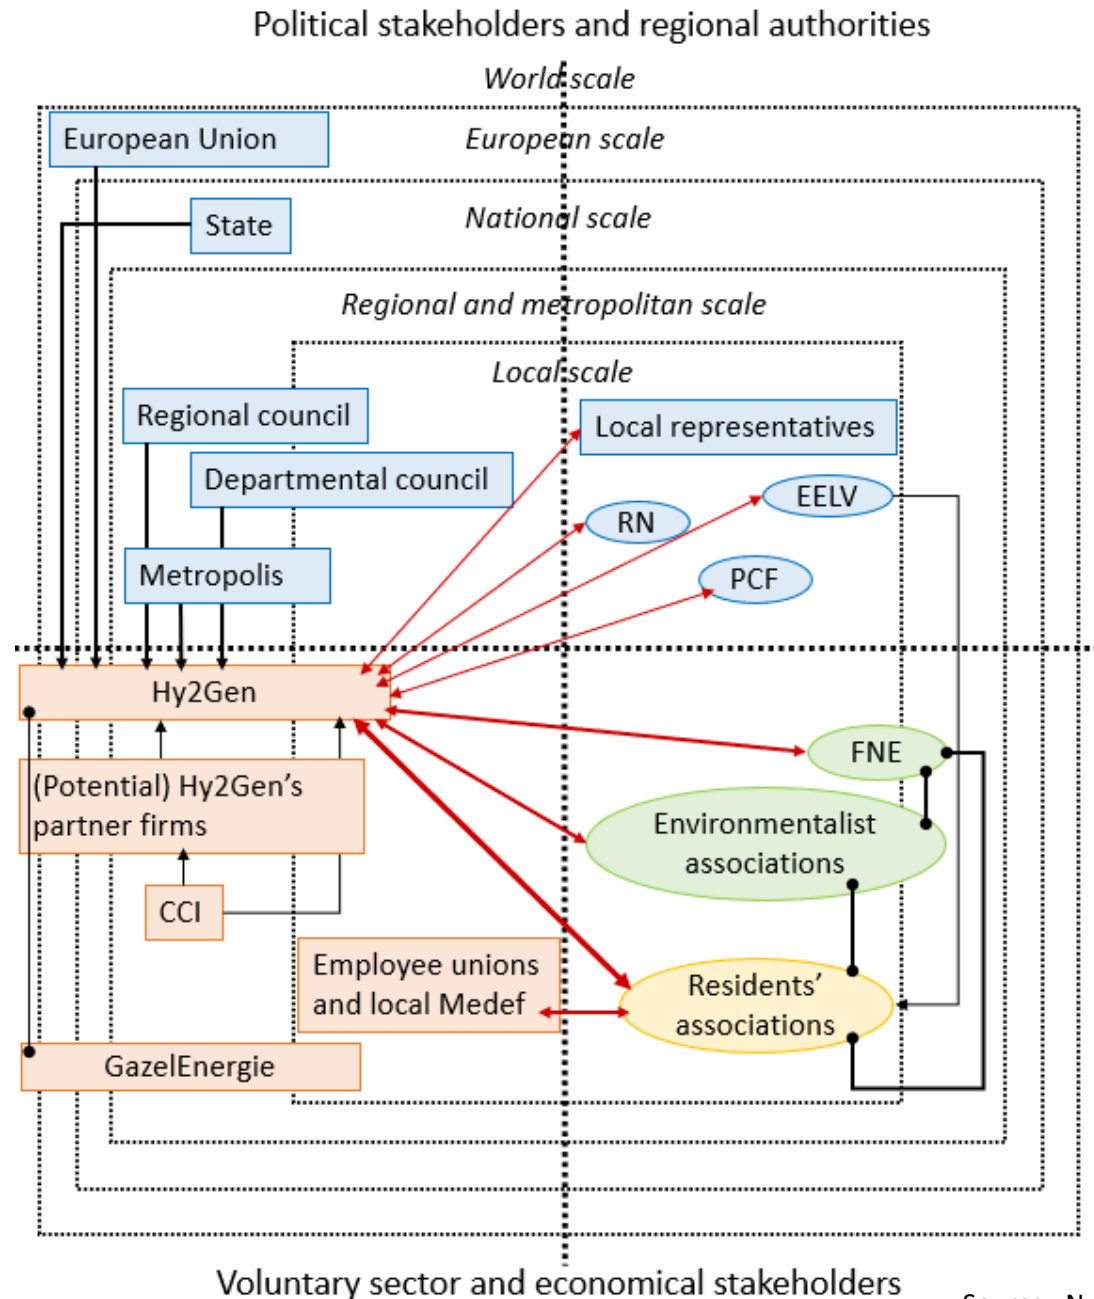 Political stakeholders and regional authorities
World scale
European Union
European scale
State
National scale
Regional and metropolitan scale
Local scale
Regional council
Local representatives
Departmental council
EELV
RN
Metropolis
PCF
Hy2Gen
FNE
(Potential) Hy2Gen's
partner firms
Environmentalist
associations
CCI
Employee unions
and local Medef
Residents'
associations
GazelEnergie
Voluntary sector and economical stakeholders